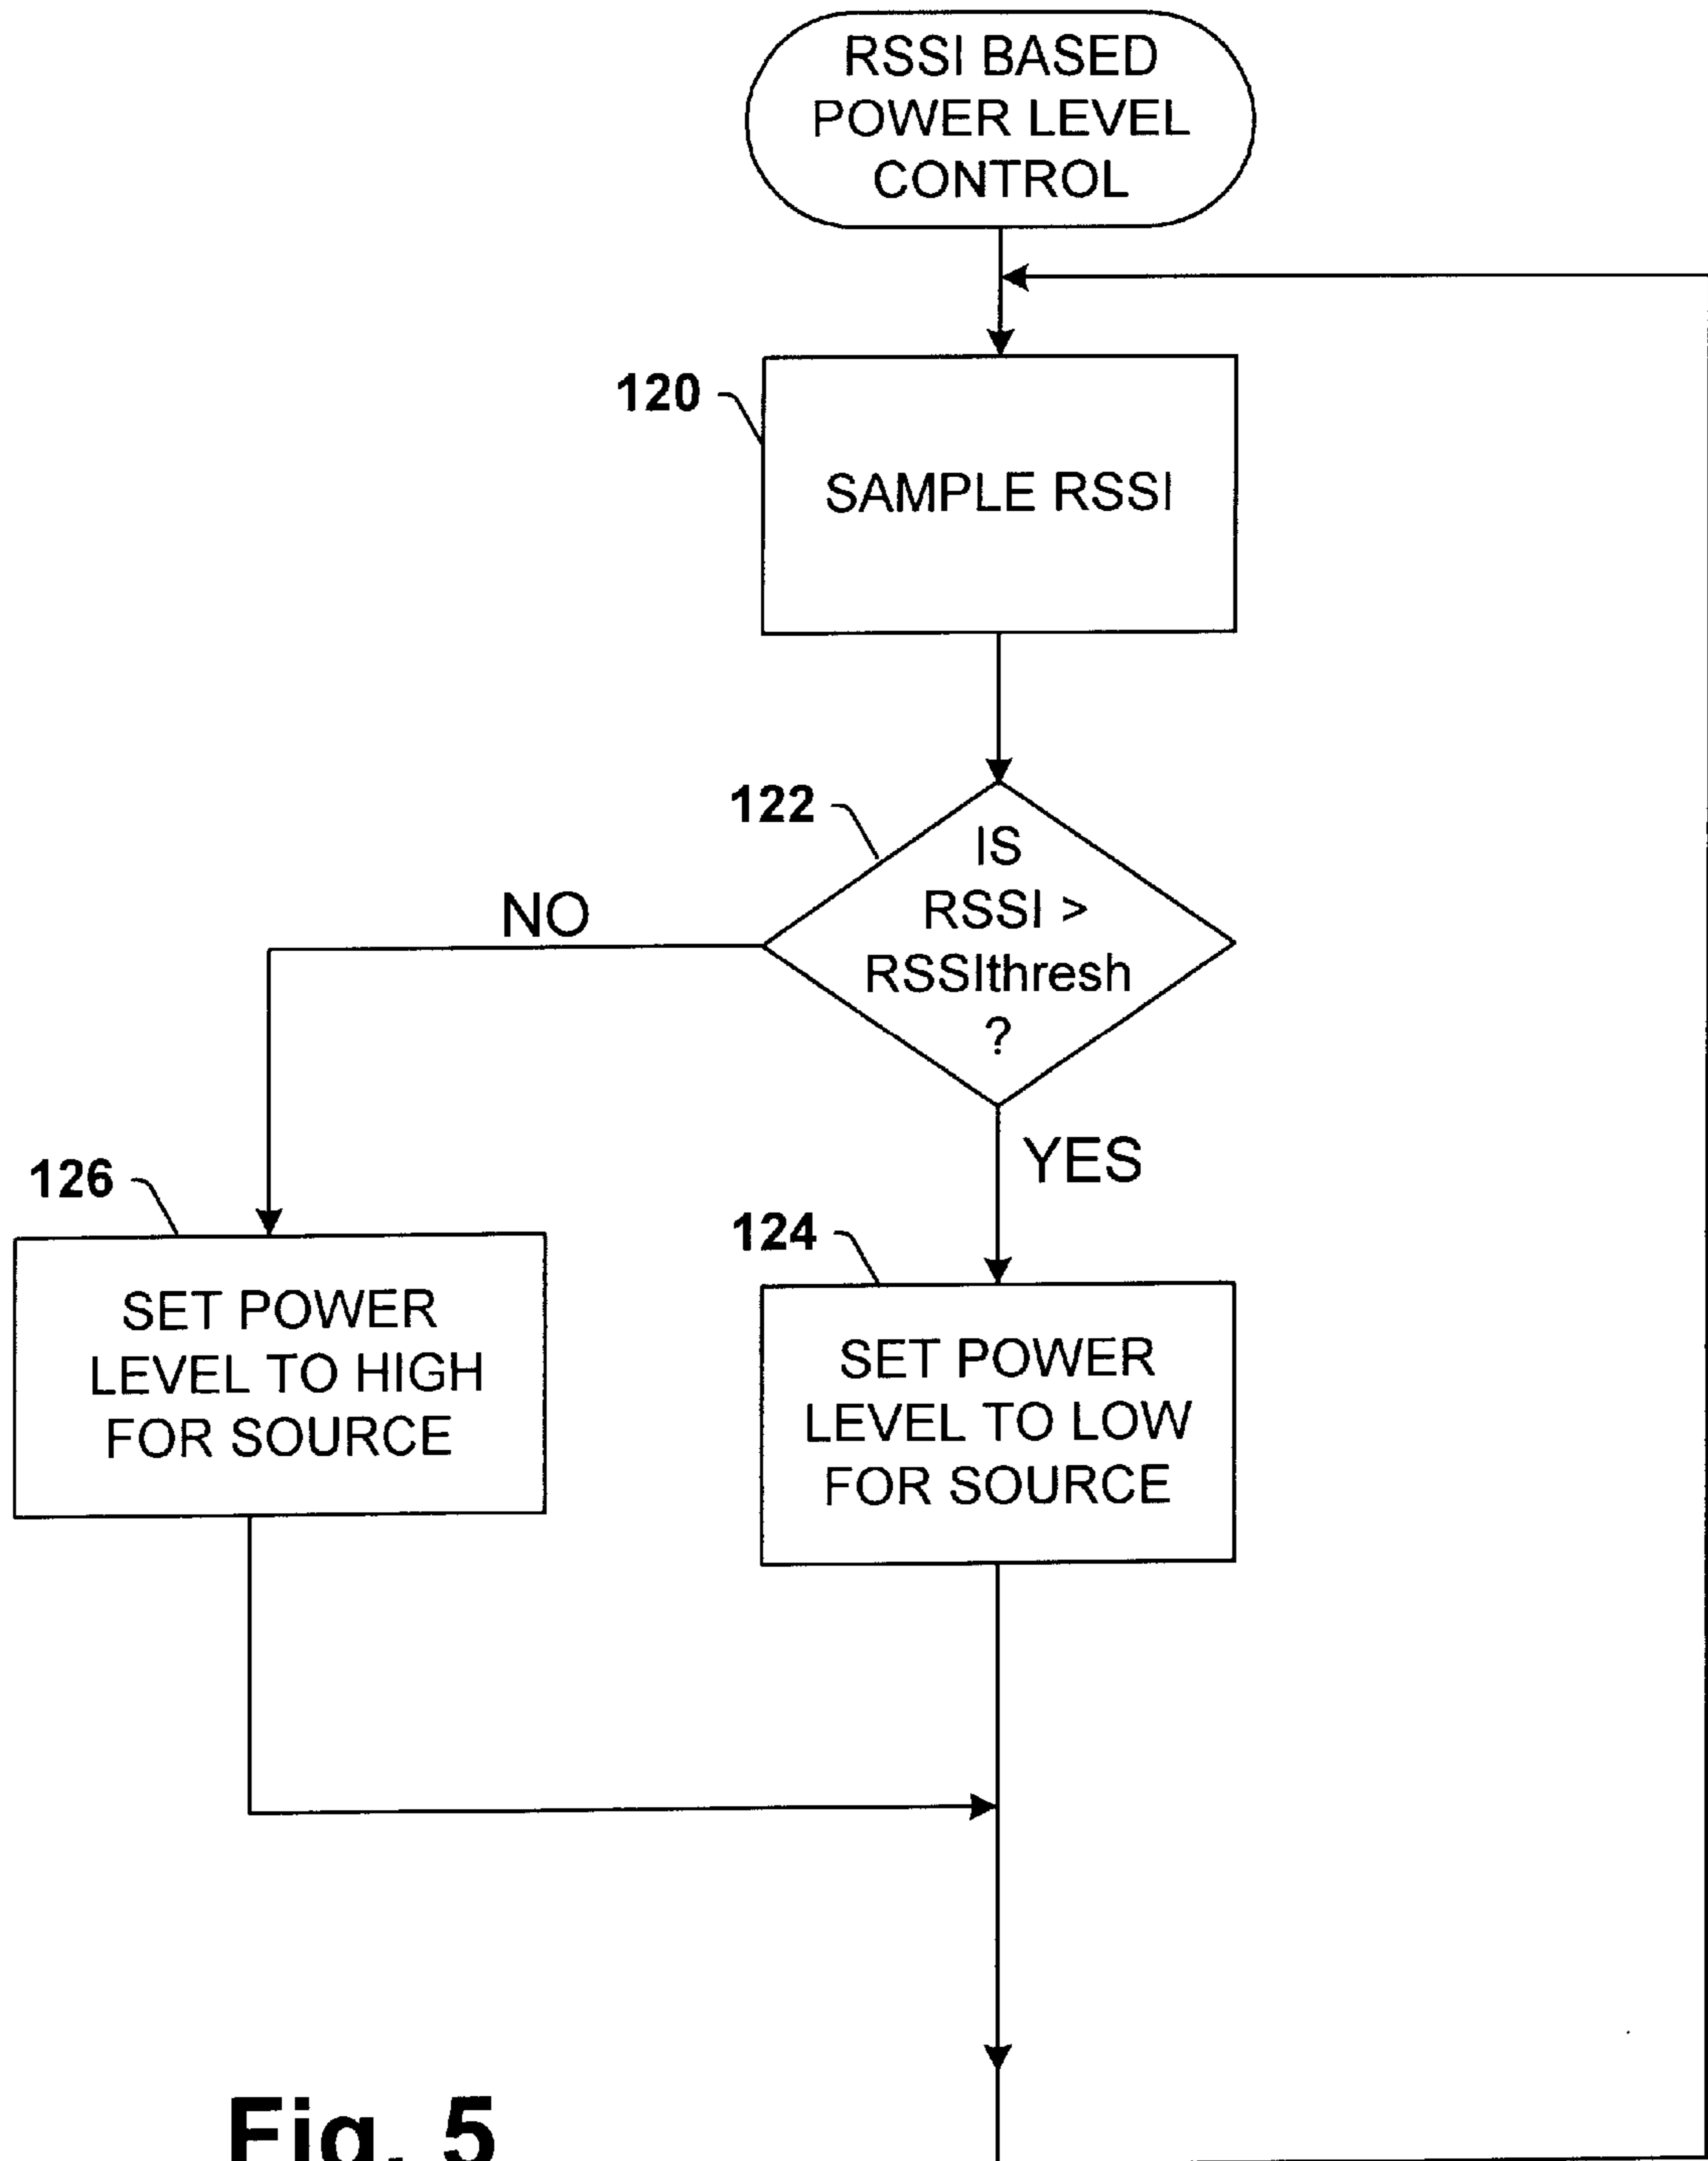 RSSI BASED
POWER LEVEL
CONTROL
120
SAMPLE RSSI
122
IS
RSSI >
RSSIthresh
?
NO
YES
126
SET POWER
LEVEL TO HIGH
FOR SOURCE
124
SET POWER
LEVEL TO LOW
FOR SOURCE
Fig. 5